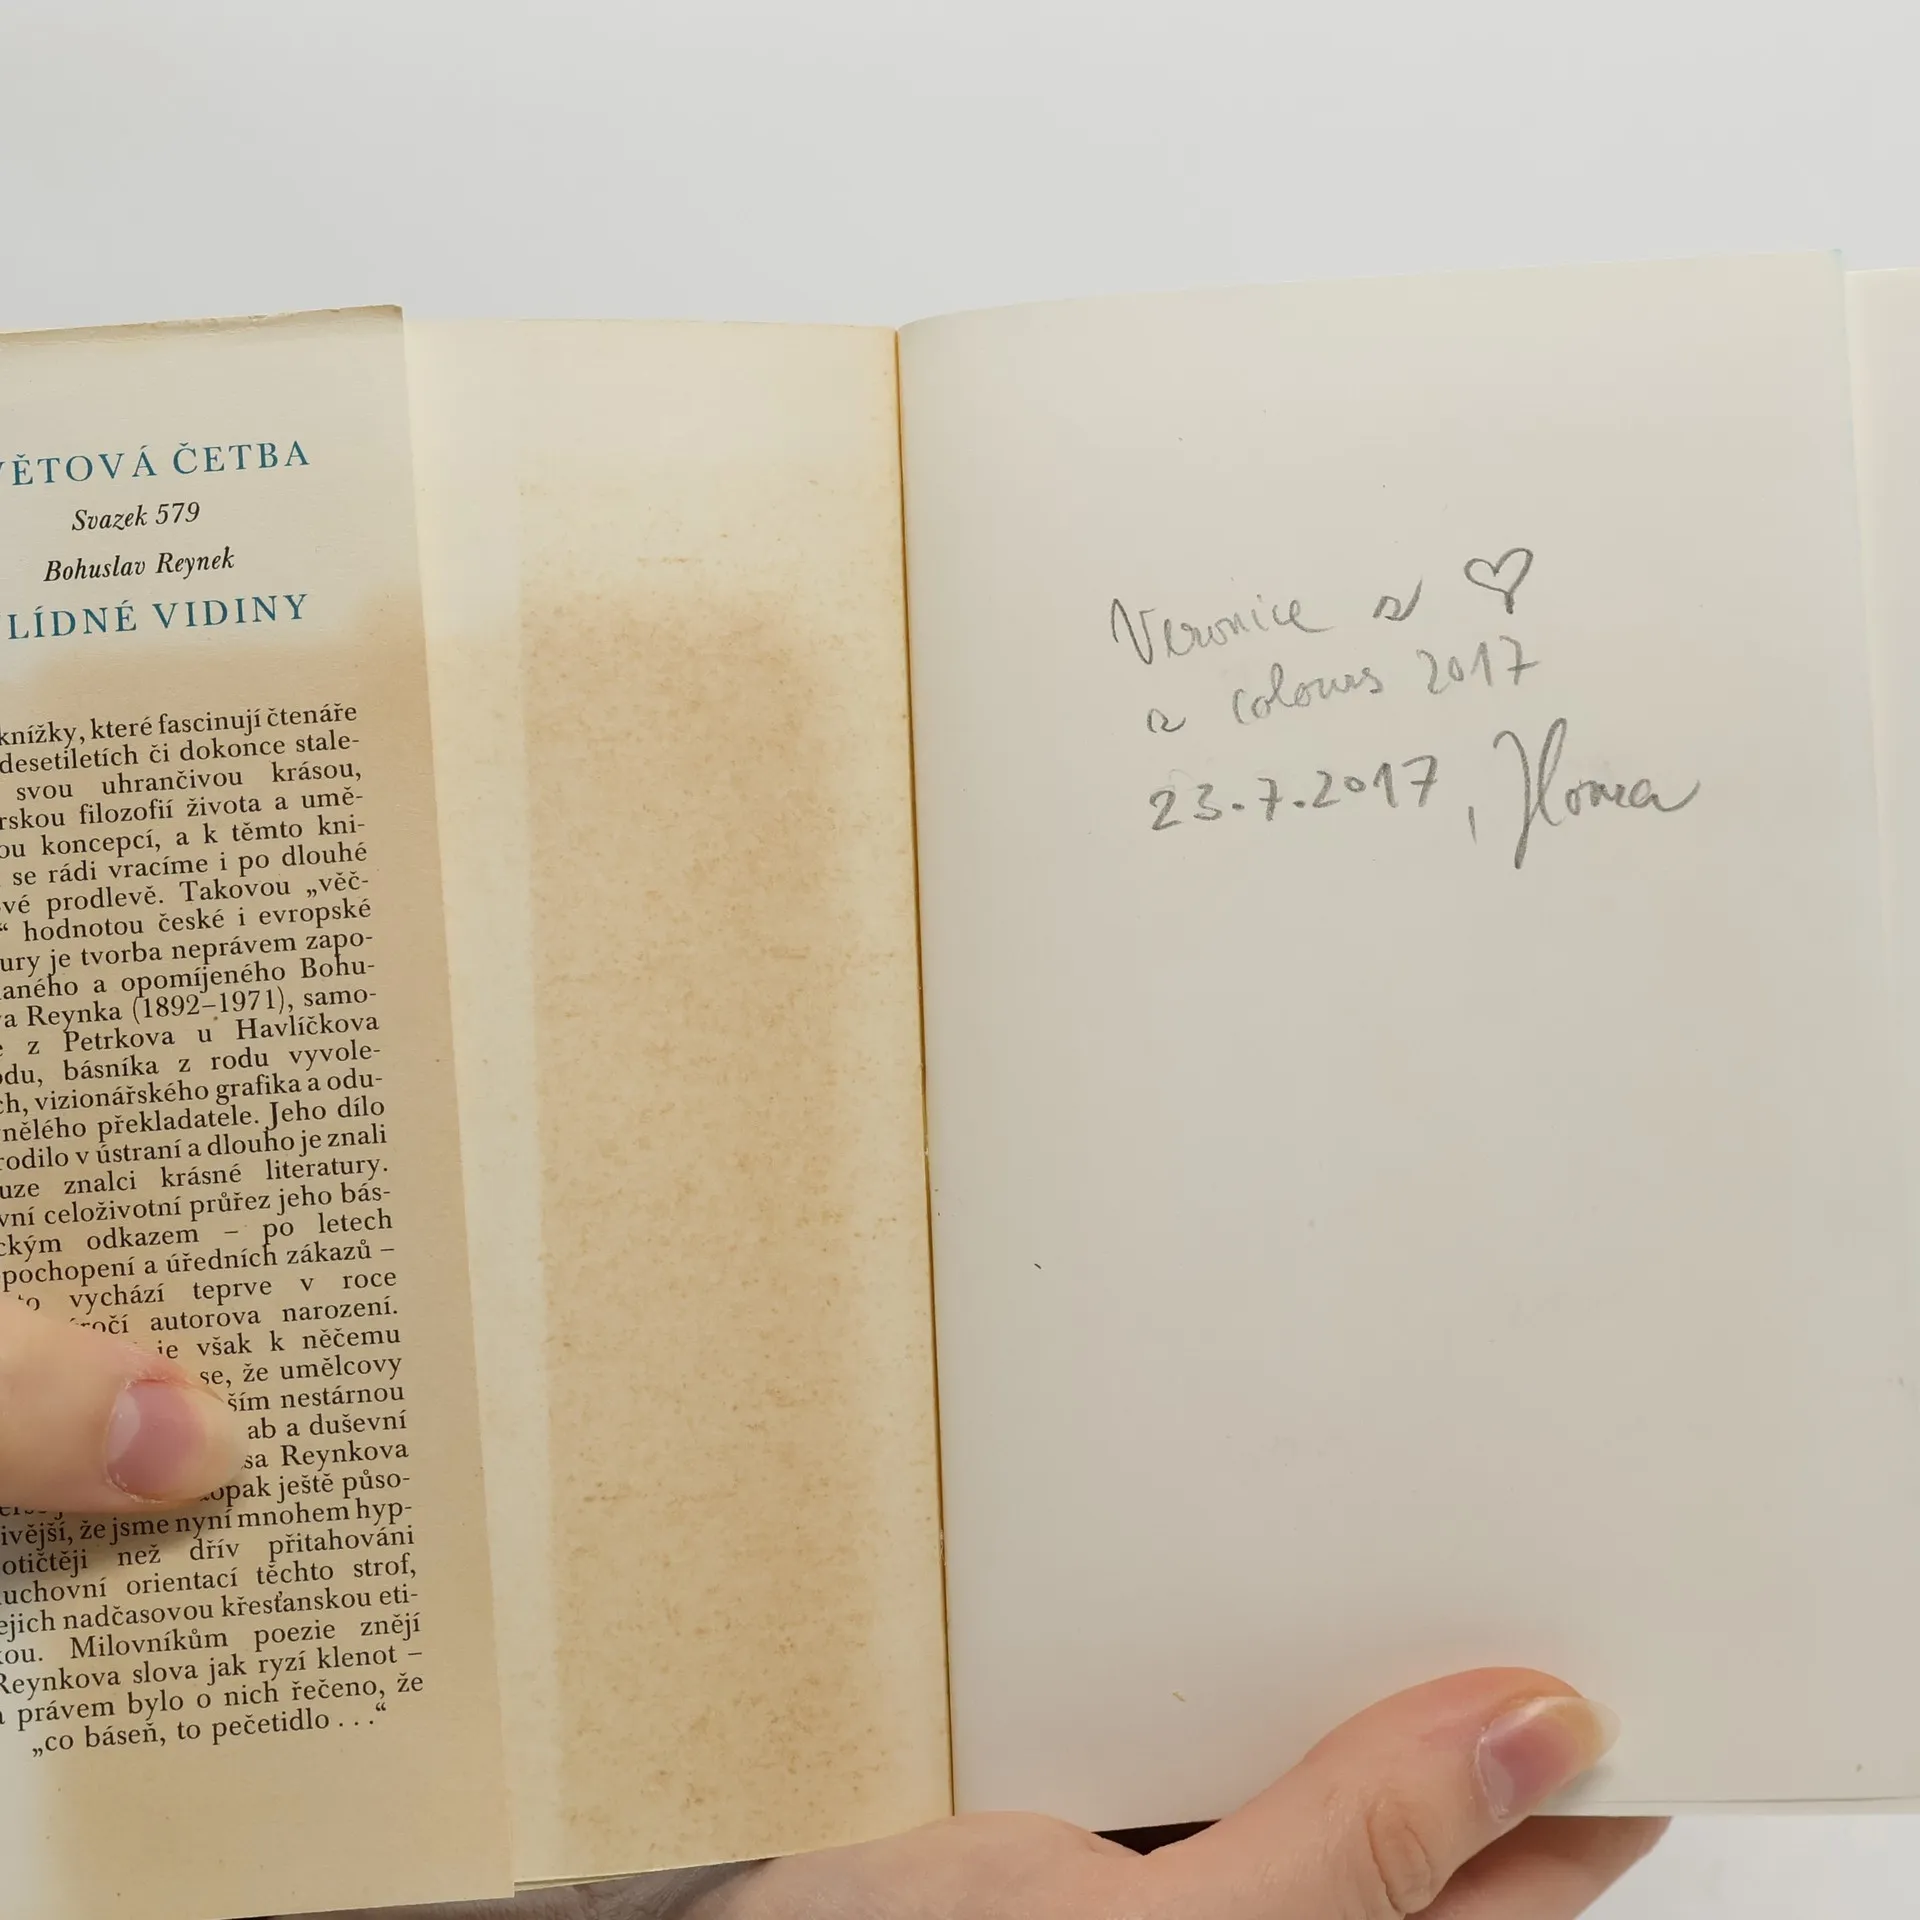 VĚTOVÁ ČETBA
Svazek 579
Bohuslav Reynek
LÍDNÉ VIDINY
knížky, které fascinují čtenáře
desetiletích či dokonce stale-
svou uhrančivou krásou,
rskou filozofií života a umě-
ou koncepcí, a k těmto kni-
se rádi vracíme i po dlouhé
vé prodlevě. Takovou „věč-
“ hodnotou české i evropské
ury je tvorba neprávem zapo-
aného a opomíjeného Bohu-
va Reynka (1892–1971), samo-
e z Petrkova u Havlíčkova
odu, básníka z rodu vyvole-
ch, vizionářského grafika a odu-
nělého překladatele. Jeho dílo
rodilo v ústraní a dlouho je znali
uze znalci krásné literatury.
vní celoživotní průřez jeho bás-
ckým odkazem – po letech
pochopení a úředních zákazů –
to vychází teprve v roce
ročí autorova narození.
je však k něčemu
se, že umělcovy
ším nestárnou
ab a duševní
sa Reynkova
opak ještě půso-
ivější, že jsme nyní mnohem hyp-
otičtěji než dřív přitahováni
uchovní orientací těchto strof,
ejich nadčasovou křesťanskou eti-
kou. Milovníkům poezie znějí
Reynkova slova jak ryzí klenot –
a právem bylo o nich řečeno, že
„co báseň, to pečetidlo . . .“
Veronice z ♡
a colours 2017
23.7.2017, Honza